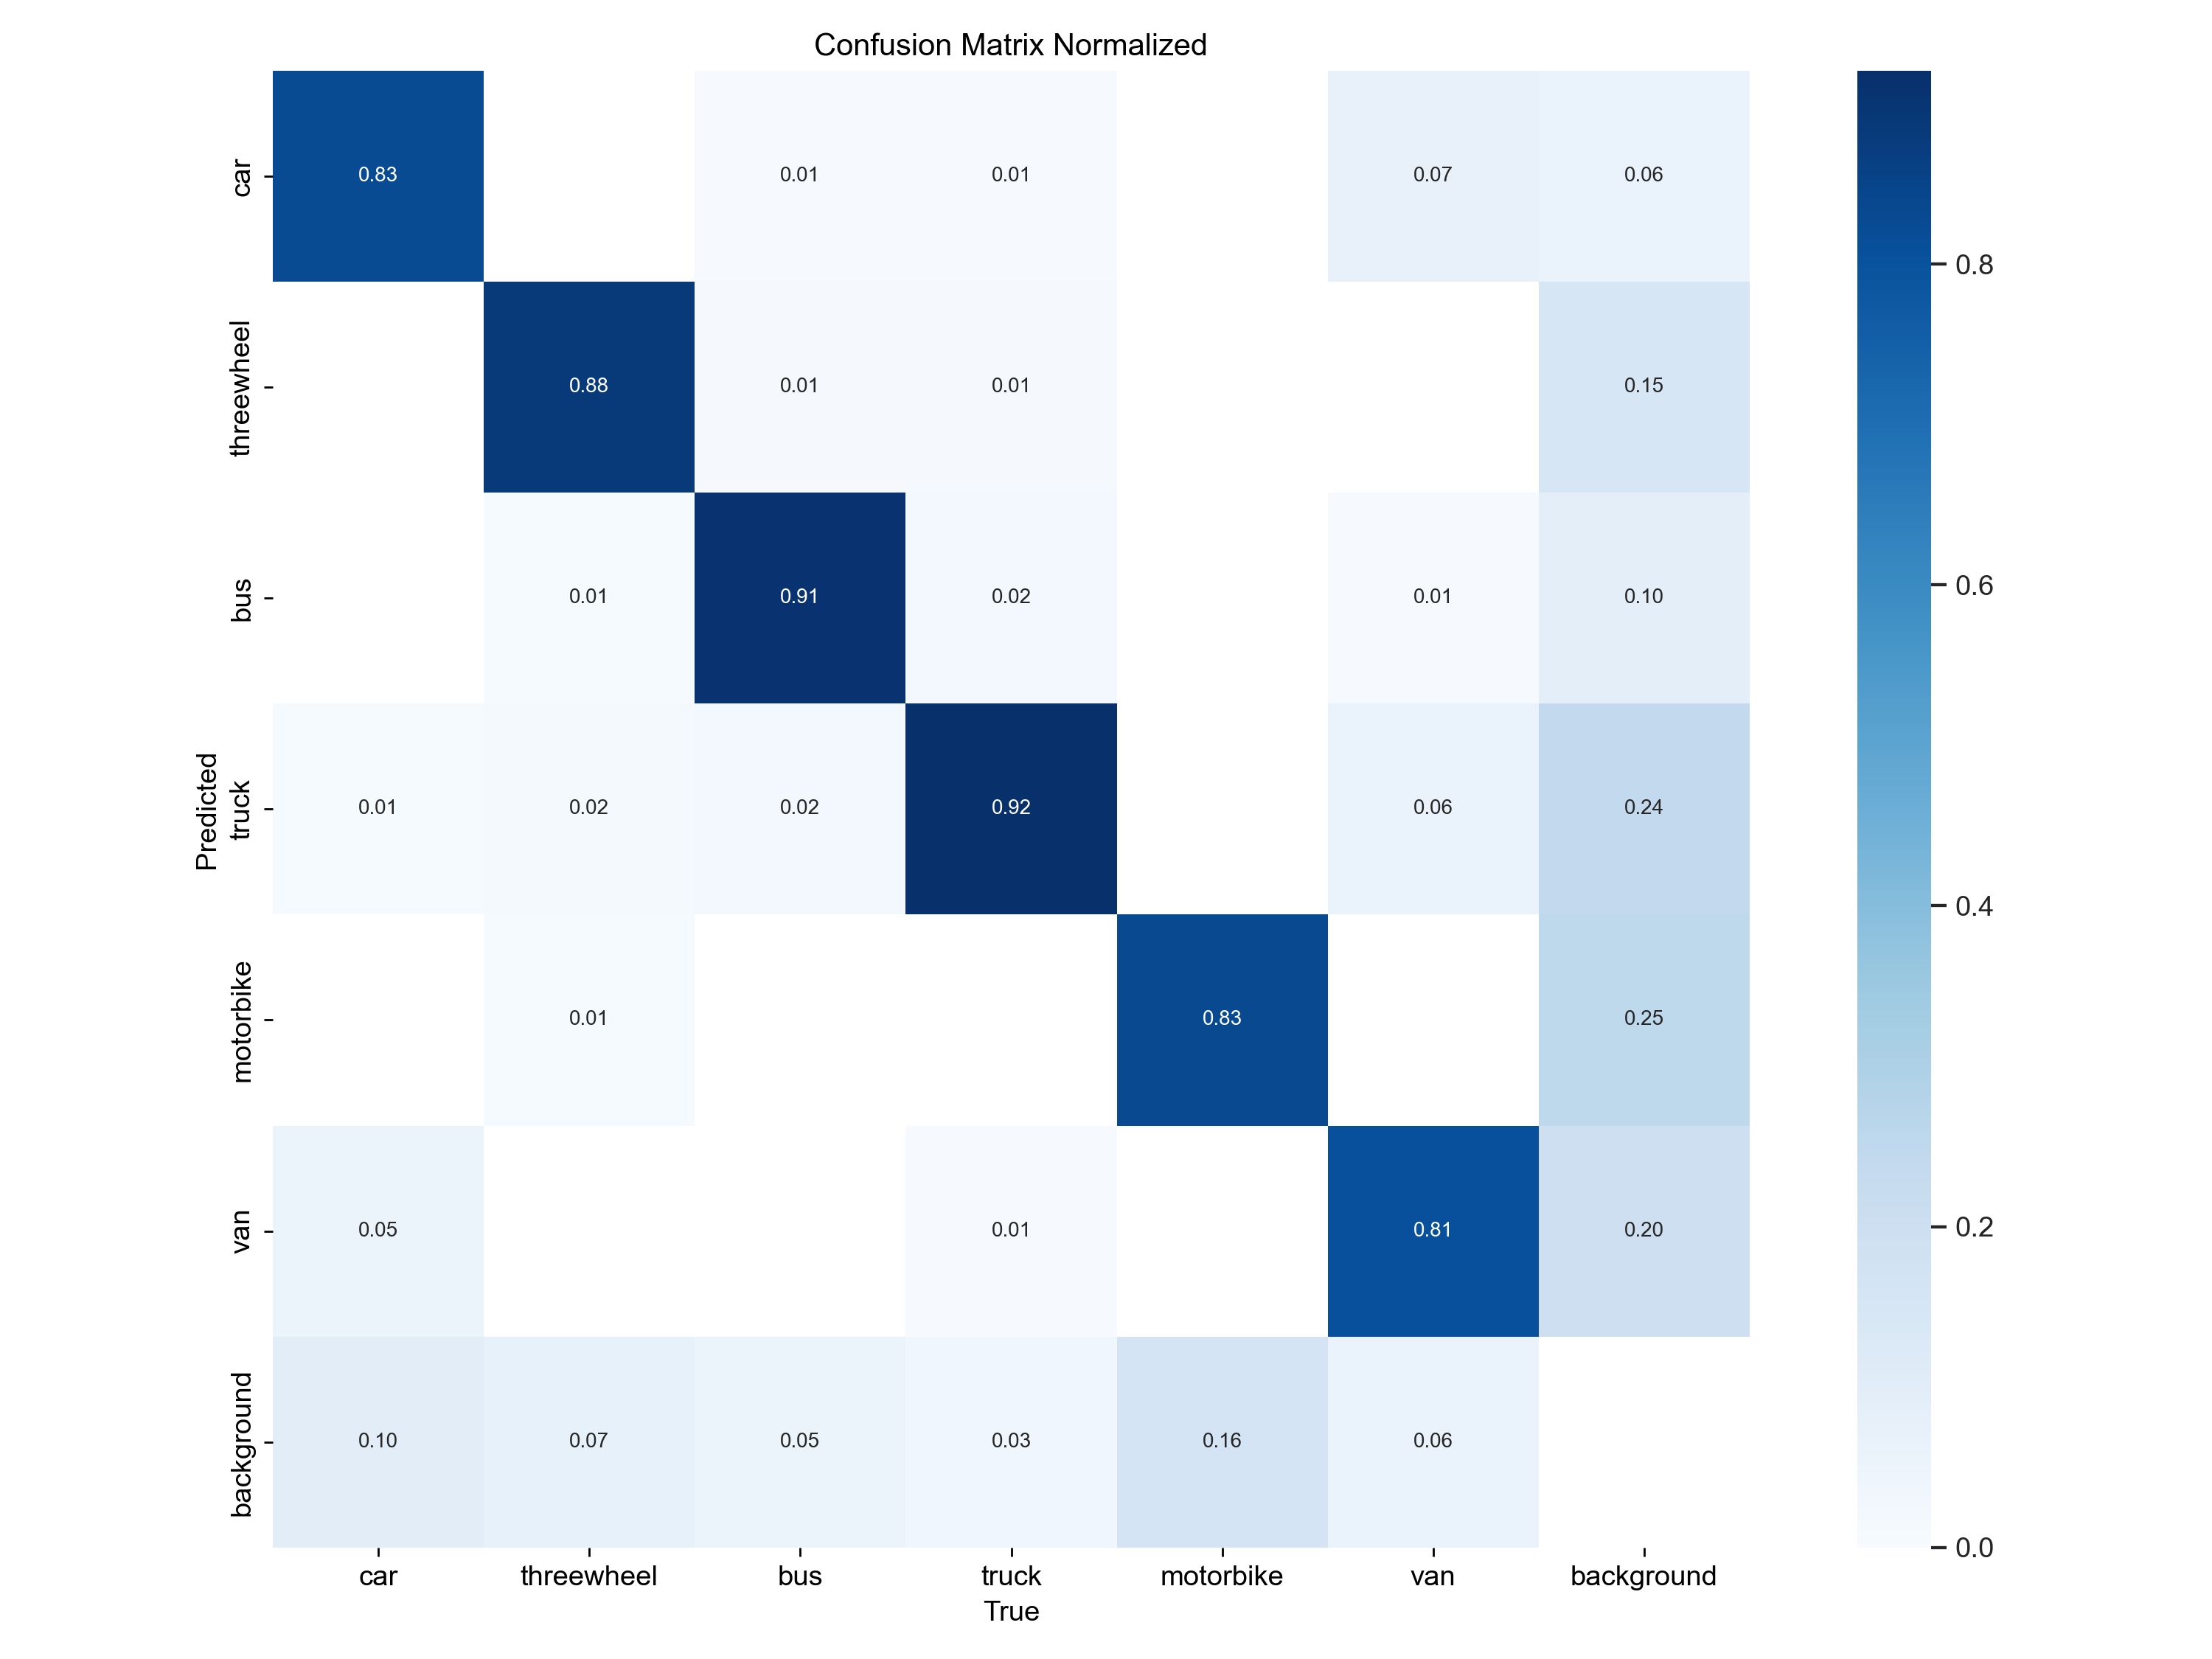 Confusion Matrix Normalized
car 0.83 0.01 0.01 0.07 0.06
0.8
threewheel 0.88 0.01 0.01 0.15
0.6
bus 0.01 0.91 0.02 0.01 0.10
Predicted
truck 0.01 0.02 0.02 0.92 0.06 0.24
0.4
motorbike 0.01 0.83 0.25
van 0.05 0.01 0.81 0.20
0.2
background 0.10 0.07 0.05 0.03 0.16 0.06
0.0
car threewheel bus truck motorbike van background
True